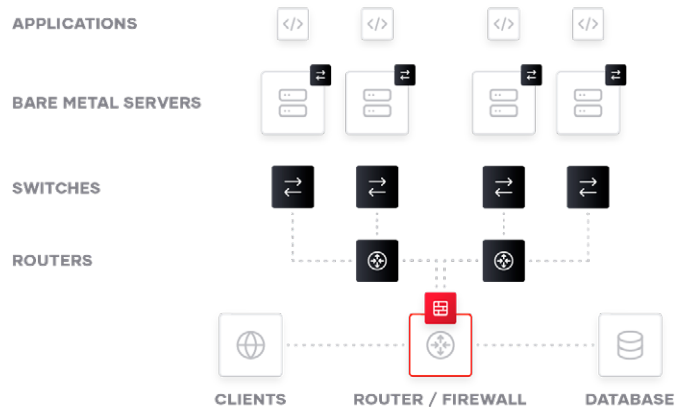 APPLICATIONS
BARE METAL SERVERS
SWITCHES
ROUTERS
CLIENTS
ROUTER / FIREWALL
DATABASE